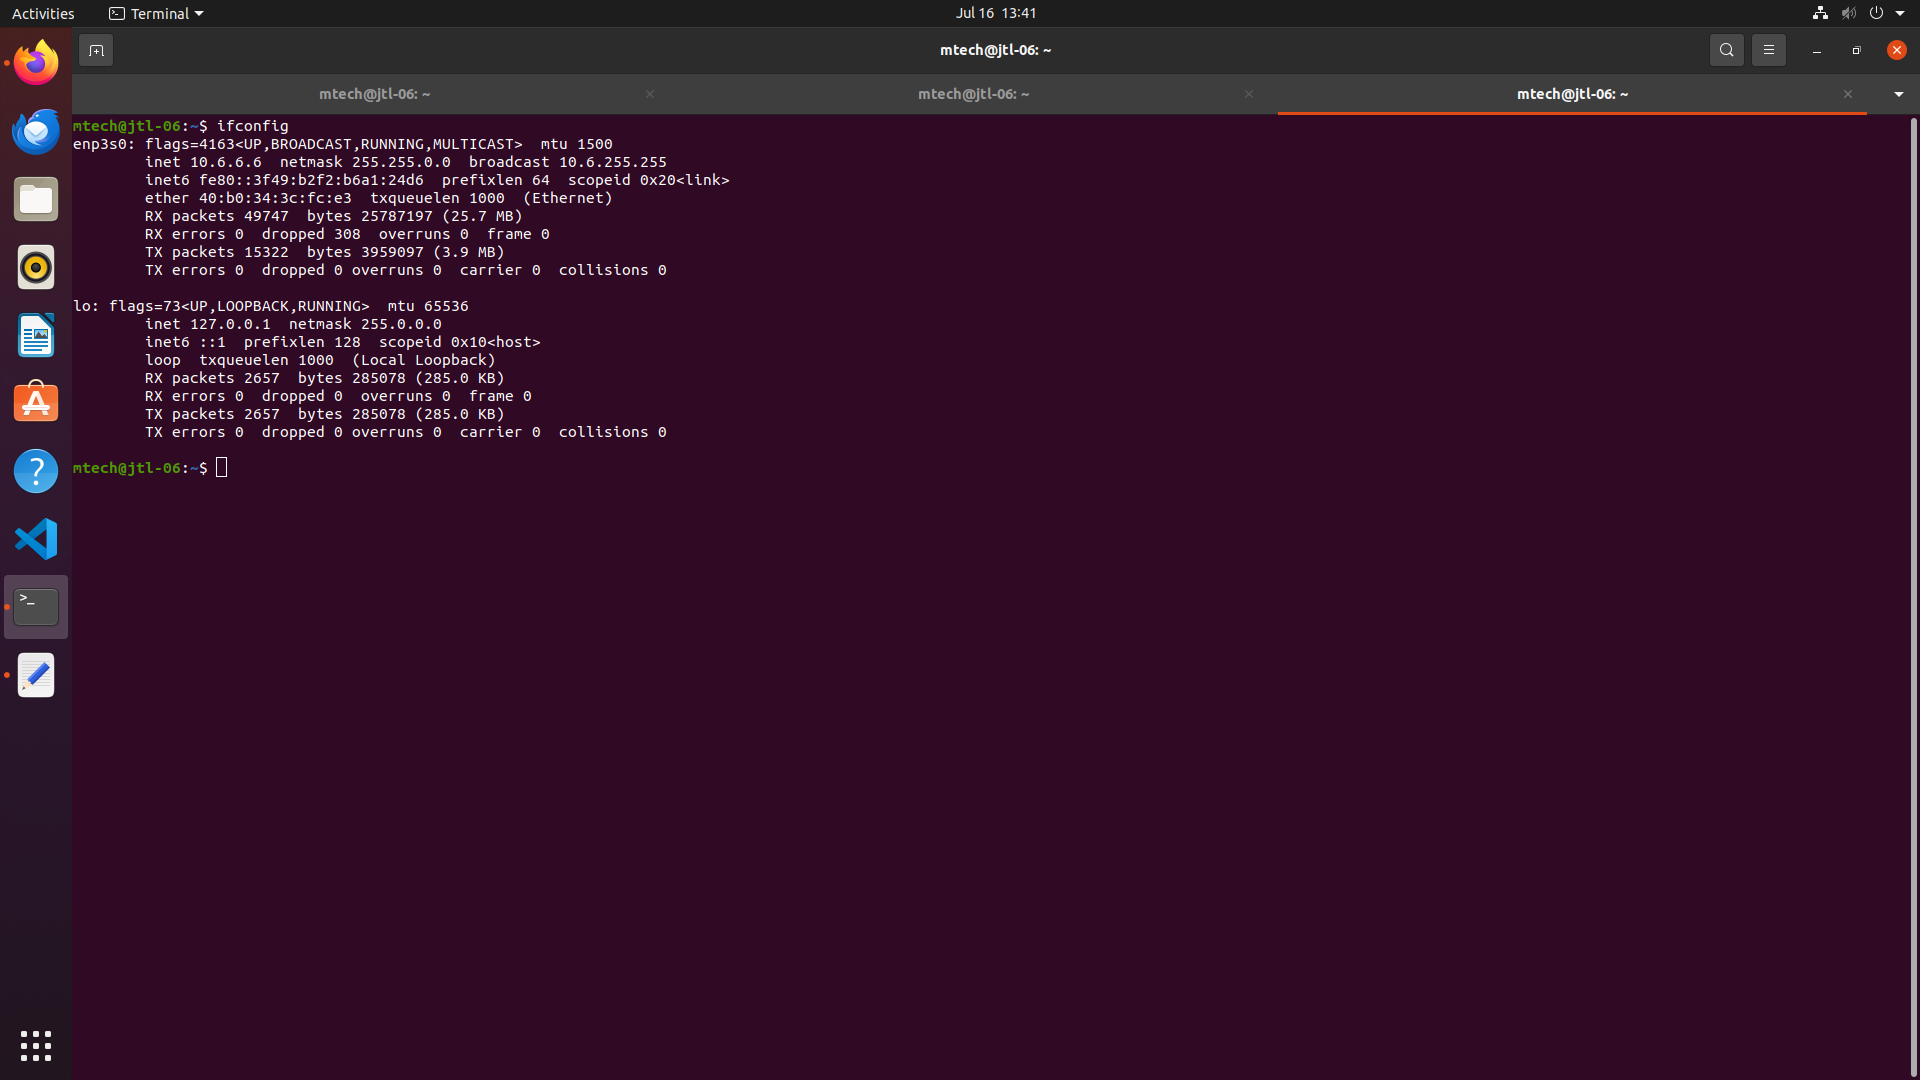 Activities Terminal Jul 16 13:41
mtech@jtl-06: ~
mtech@jtl-06: ~ mtech@jtl-06: ~ mtech@jtl-06: ~
mtech@jtl-06:~$ ifconfig
enp3s0: flags=4163<UP,BROADCAST,RUNNING,MULTICAST>  mtu 1500
        inet 10.6.6.6  netmask 255.255.0.0  broadcast 10.6.255.255
        inet6 fe80::3f49:b2f2:b6a1:24d6  prefixlen 64  scopeid 0x20<link>
        ether 40:b0:34:3c:fc:e3  txqueuelen 1000  (Ethernet)
        RX packets 49747  bytes 25787197 (25.7 MB)
        RX errors 0  dropped 308  overruns 0  frame 0
        TX packets 15322  bytes 3959097 (3.9 MB)
        TX errors 0  dropped 0 overruns 0  carrier 0  collisions 0

lo: flags=73<UP,LOOPBACK,RUNNING>  mtu 65536
        inet 127.0.0.1  netmask 255.0.0.0
        inet6 ::1  prefixlen 128  scopeid 0x10<host>
        loop  txqueuelen 1000  (Local Loopback)
        RX packets 2657  bytes 285078 (285.0 KB)
        RX errors 0  dropped 0  overruns 0  frame 0
        TX packets 2657  bytes 285078 (285.0 KB)
        TX errors 0  dropped 0 overruns 0  carrier 0  collisions 0

mtech@jtl-06:~$